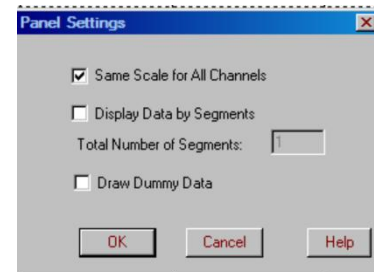 Panel Settings
Same Scale for All Channels
Display Data by Segments
Total Number of Segments: 1
Draw Dummy Data
OK Cancel Help